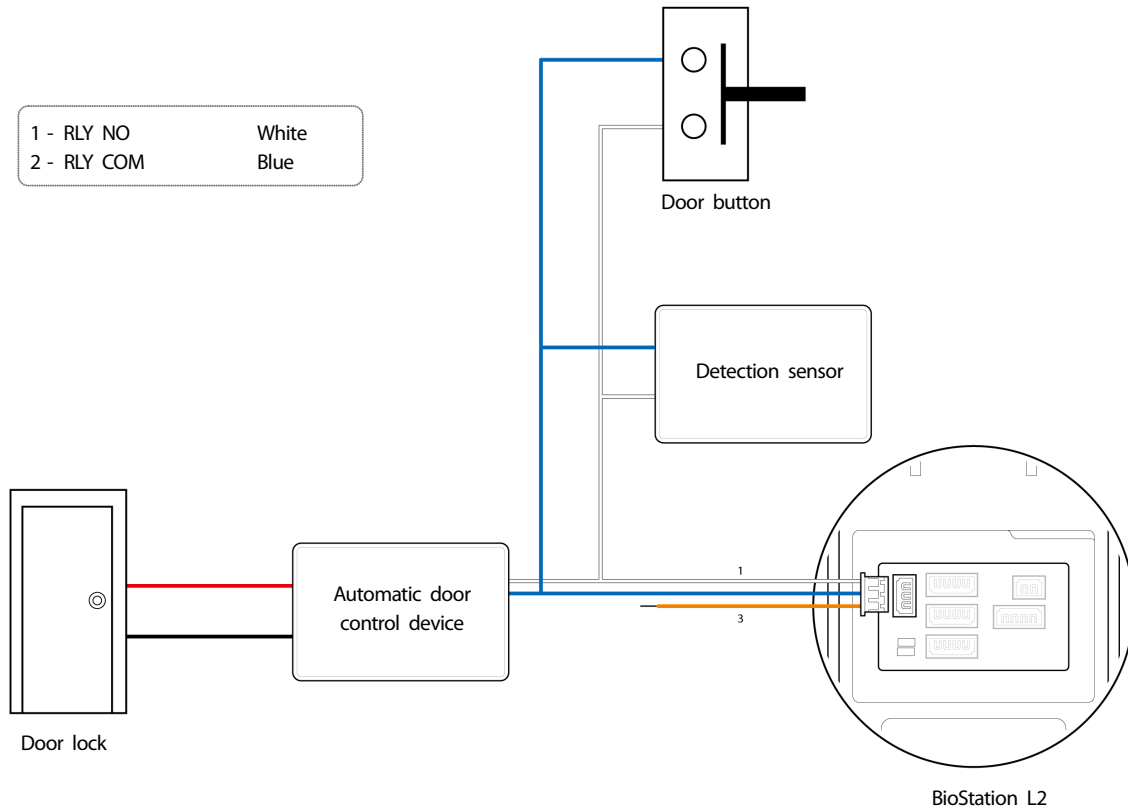 1 - RLY NO White
2 - RLY COM Blue
Door button
Detection sensor
1
3
Automatic door
control device
Door lock
BioStation L2